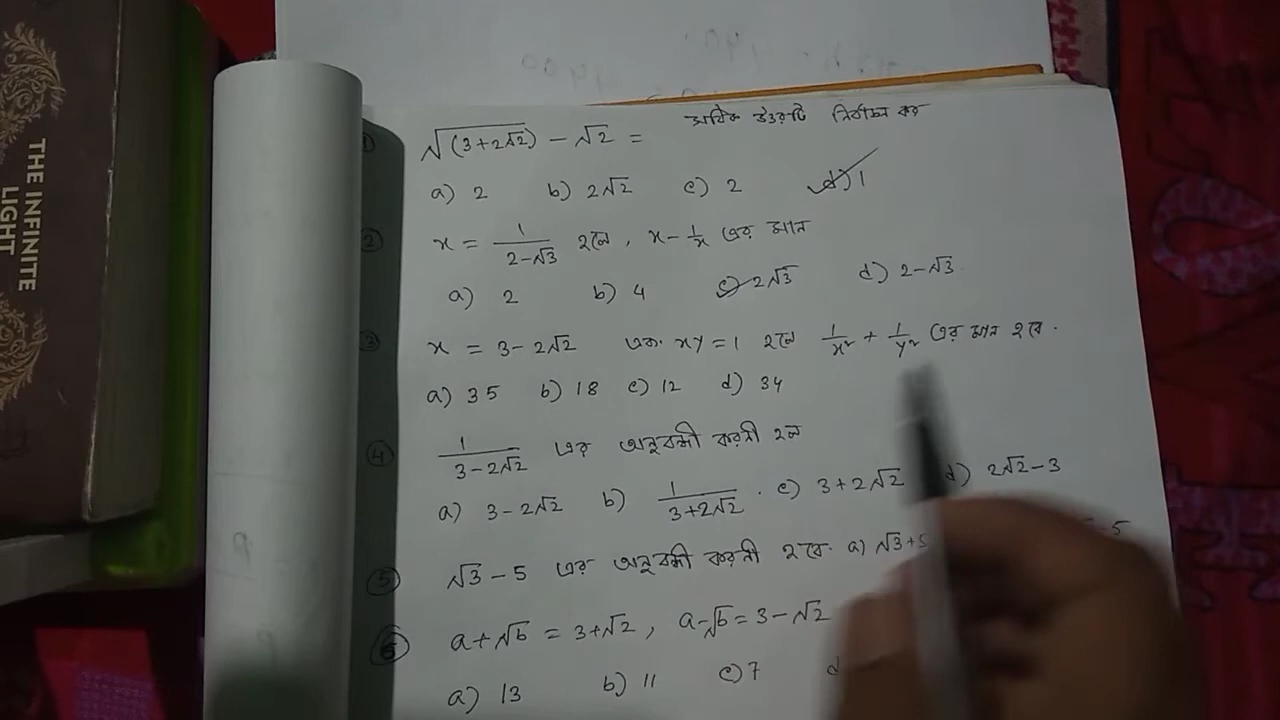 THE INFINITE
LIGHT
সঠিক উত্তরটি নির্বাচন কর
① √(3+2√2) − √2 =
a) 2 b) 2√2 c) 2 d) 1
② x = 1/(2−√3) হলে, x − 1/x এর মান
a) 2 b) 4 c) 2√3 d) 2−√3
③ x = 3−2√2 এবং xy = 1 হলে 1/x² + 1/y² এর মান হবে.
a) 35 b) 18 c) 12 d) 34
④ 1/(3−2√2) এর অনুবন্ধী করণী হল
a) 3−2√2 b) 1/(3+2√2) . c) 3+2√2 d) 2√2−3
⑤ √3−5 এর অনুবন্ধী করণী হবে. a) √3+5
⑥ a+√b = 3+√2, a−√b = 3−√2
a) 13 b) 11 c) 7 d